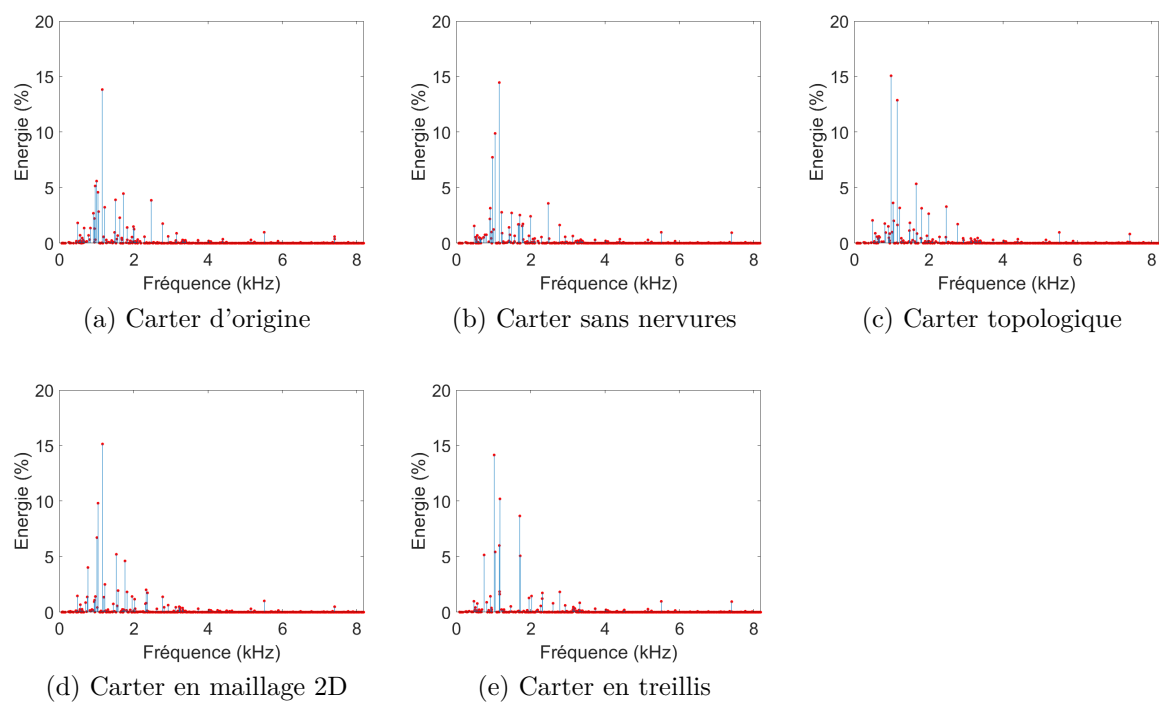 20
15
10
5
0
Energie (%)
0 2 4 6 8
Fréquence (kHz)
(a) Carter d'origine
20
15
10
5
0
Energie (%)
0 2 4 6 8
Fréquence (kHz)
(b) Carter sans nervures
20
15
10
5
0
Energie (%)
0 2 4 6 8
Fréquence (kHz)
(c) Carter topologique
20
15
10
5
0
Energie (%)
0 2 4 6 8
Fréquence (kHz)
(d) Carter en maillage 2D
20
15
10
5
0
Energie (%)
0 2 4 6 8
Fréquence (kHz)
(e) Carter en treillis